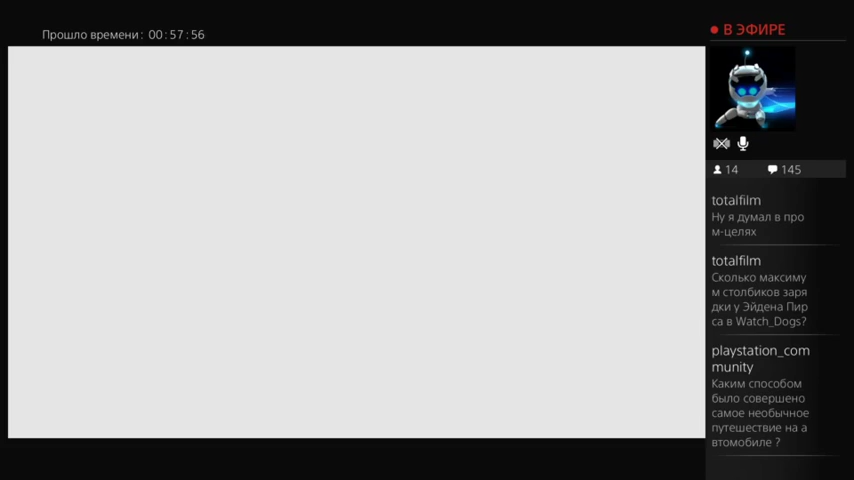 Прошло времени: 00:57:56
В ЭФИРЕ
14 145
totalfilm
Ну я думал в про
м-целях
totalfilm
Сколько максиму
м столбиков заря
дки у Эйдена Пир
са в Watch_Dogs?
playstation_com
munity
Каким способом
было совершено
самое необычное
путешествие на а
втомобиле ?